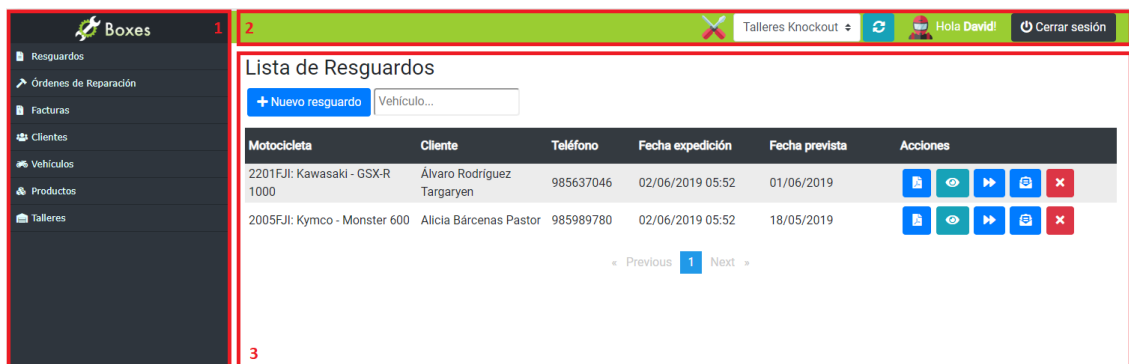 Boxes
1
2
Talleres Knockout
Hola David!
Cerrar sesión
Resguardos
Órdenes de Reparación
Facturas
Clientes
Vehículos
Productos
Talleres
Lista de Resguardos
+ Nuevo resguardo
Vehículo...
Motocicleta Cliente Teléfono Fecha expedición Fecha prevista Acciones
2201FJI: Kawasaki - GSX-R 1000 Álvaro Rodríguez Targaryen 985637046 02/06/2019 05:52 01/06/2019
2005FJI: Kymco - Monster 600 Alicia Bárcenas Pastor 985989780 02/06/2019 05:52 18/05/2019
« Previous 1 Next »
3